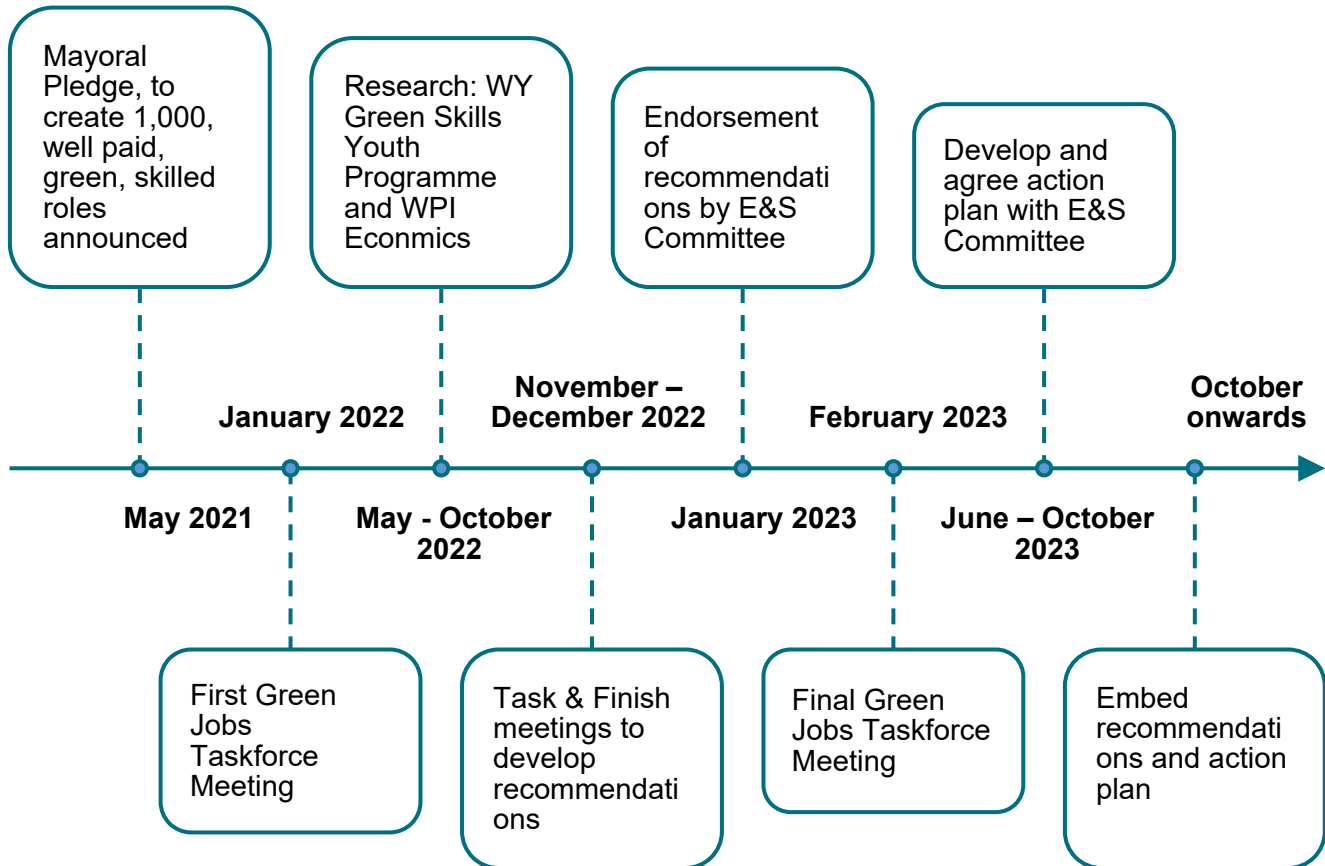 Mayoral
Pledge, to
create 1,000,
well paid,
green, skilled
roles
announced
Research: WY
Green Skills
Youth
Programme
and WPI
Econmics
Endorsement
of
recommendati
ons by E&S
Committee
Develop and
agree action
plan with E&S
Committee
January 2022
November –
December 2022
February 2023
October
onwards
May 2021
May - October
2022
January 2023
June – October
2023
First Green
Jobs
Taskforce
Meeting
Task & Finish
meetings to
develop
recommendati
ons
Final Green
Jobs Taskforce
Meeting
Embed
recommendati
ons and action
plan